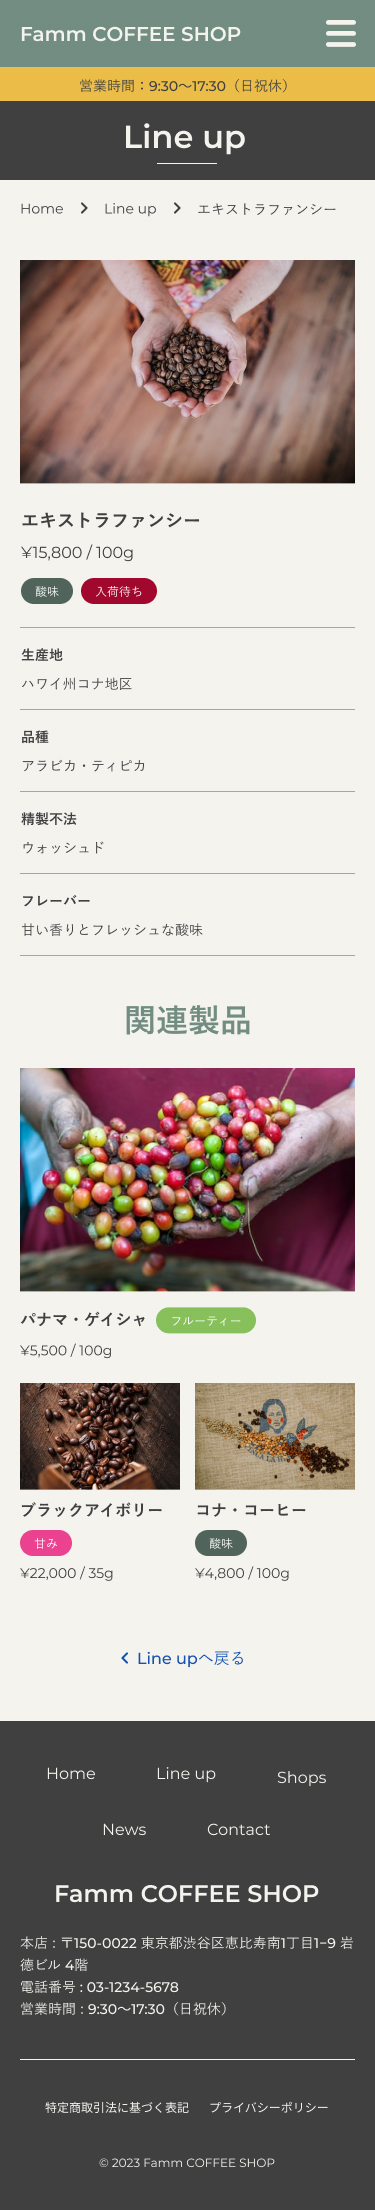 Famm COFFEE SHOP
営業時間：9:30〜17:30（日祝休）
Line up
Home Line up エキストラファンシー
エキストラファンシー
¥15,800 / 100g
酸味 入荷待ち
生産地
ハワイ州コナ地区
品種
アラビカ・ティピカ
精製不法
ウォッシュド
フレーバー
甘い香りとフレッシュな酸味
関連製品
パナマ・ゲイシャ フルーティー
¥5,500 / 100g
ブラックアイボリー
甘み
¥22,000 / 35g
コナ・コーヒー
酸味
¥4,800 / 100g
Line upへ戻る
Home Line up Shops
News Contact
Famm COFFEE SHOP
本店 : 〒150-0022 東京都渋谷区恵比寿南1丁目1−9 岩
德ビル 4階
電話番号 : 03-1234-5678
営業時間 : 9:30〜17:30（日祝休）
特定商取引法に基づく表記 プライバシーポリシー
© 2023 Famm COFFEE SHOP